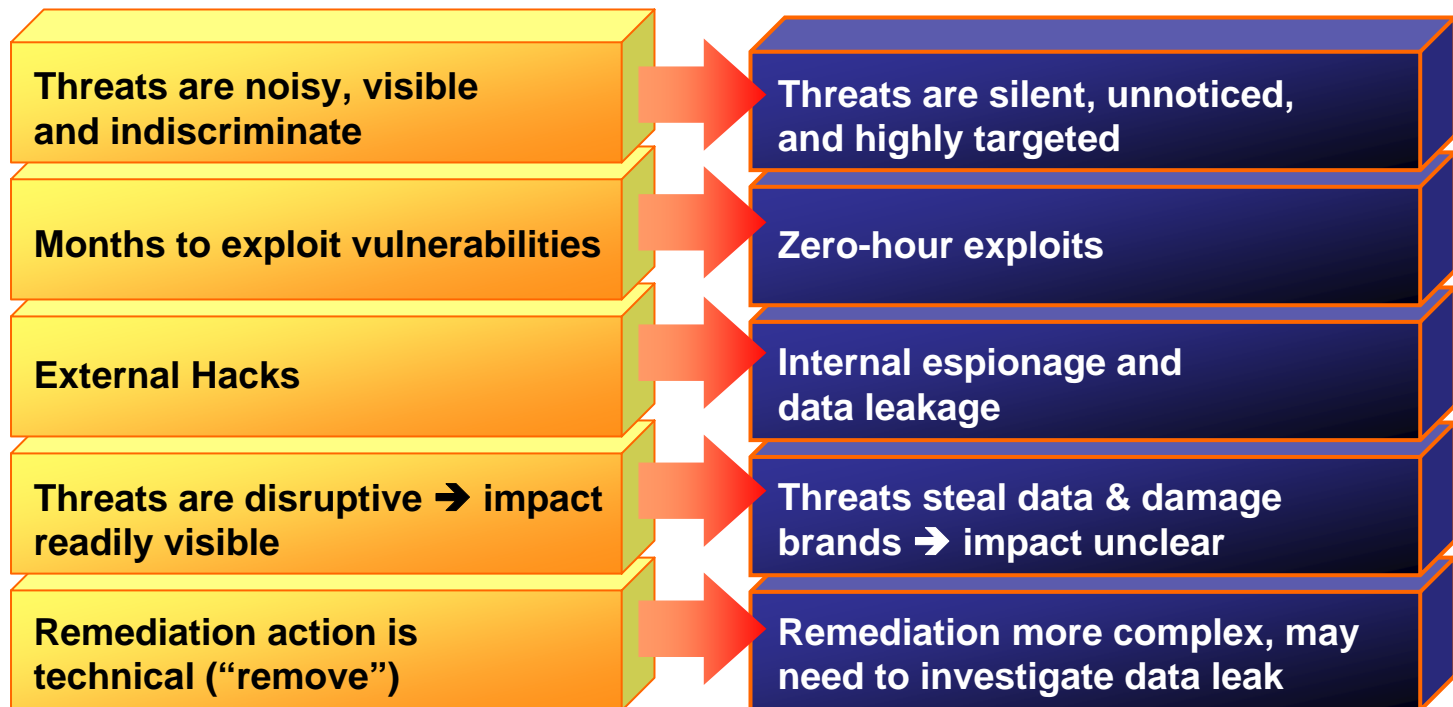 Threats are noisy, visible
and indiscriminate
Threats are silent, unnoticed,
and highly targeted
Months to exploit vulnerabilities
Zero-hour exploits
External Hacks
Internal espionage and
data leakage
Threats are disruptive ➔ impact
readily visible
Threats steal data & damage
brands ➔ impact unclear
Remediation action is
technical (“remove”)
Remediation more complex, may
need to investigate data leak